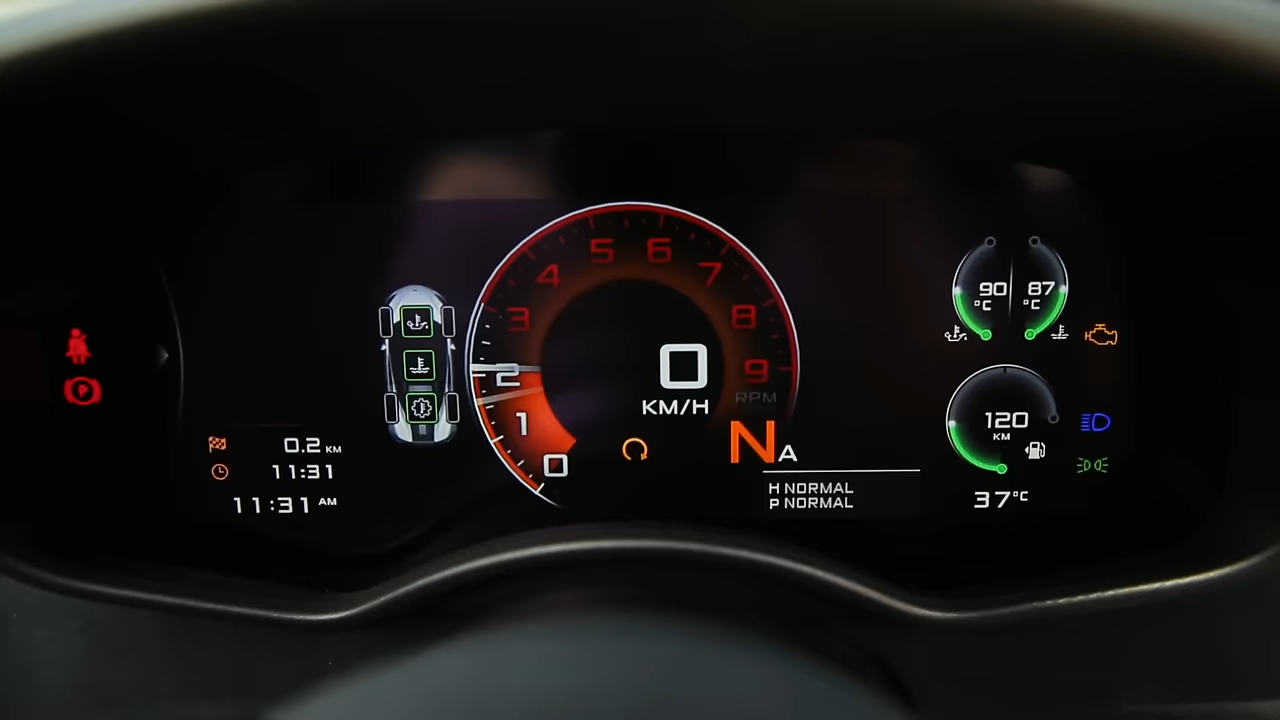 P
0.2 KM
11:31
11:31 AM
0
1
2
3
4
5
6
7
8
9
RPM
0
KM/H
N A
H NORMAL
P NORMAL
90 °C
87 °C
120
KM
37°C